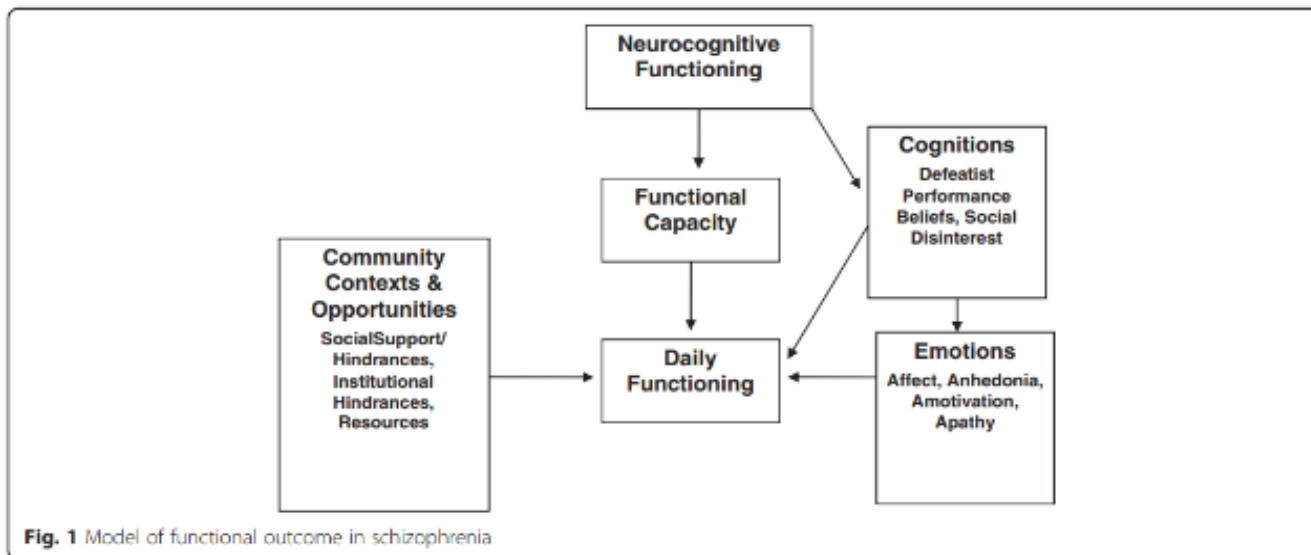 Neurocognitive
Functioning
Cognitions
Defeatist
Performance
Beliefs, Social
Disinterest
Functional
Capacity
Community
Contexts &
Opportunities
SocialSupport/
Hindrances,
Institutional
Hindrances,
Resources
Daily
Functioning
Emotions
Affect, Anhedonia,
Amotivation,
Apathy
Fig. 1 Model of functional outcome in schizophrenia